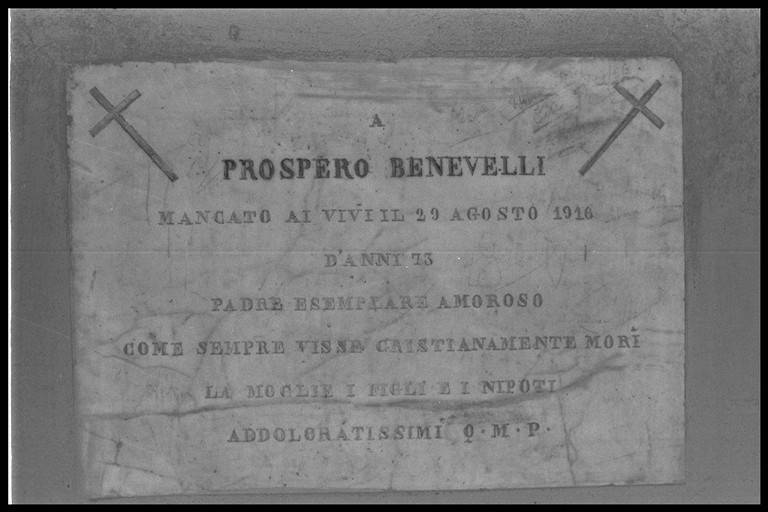 A
PROSPERO BENEVELLI
MANCATO AI VIVI IL 29 AGOSTO 1916
D'ANNI 73
PADRE ESEMPLARE AMOROSO
COME SEMPRE VISSE CRISTIANAMENTE MORÌ
LA MOGLIE I FIGLI E I NIPOTI
ADDOLORATISSIMI Q·M·P·